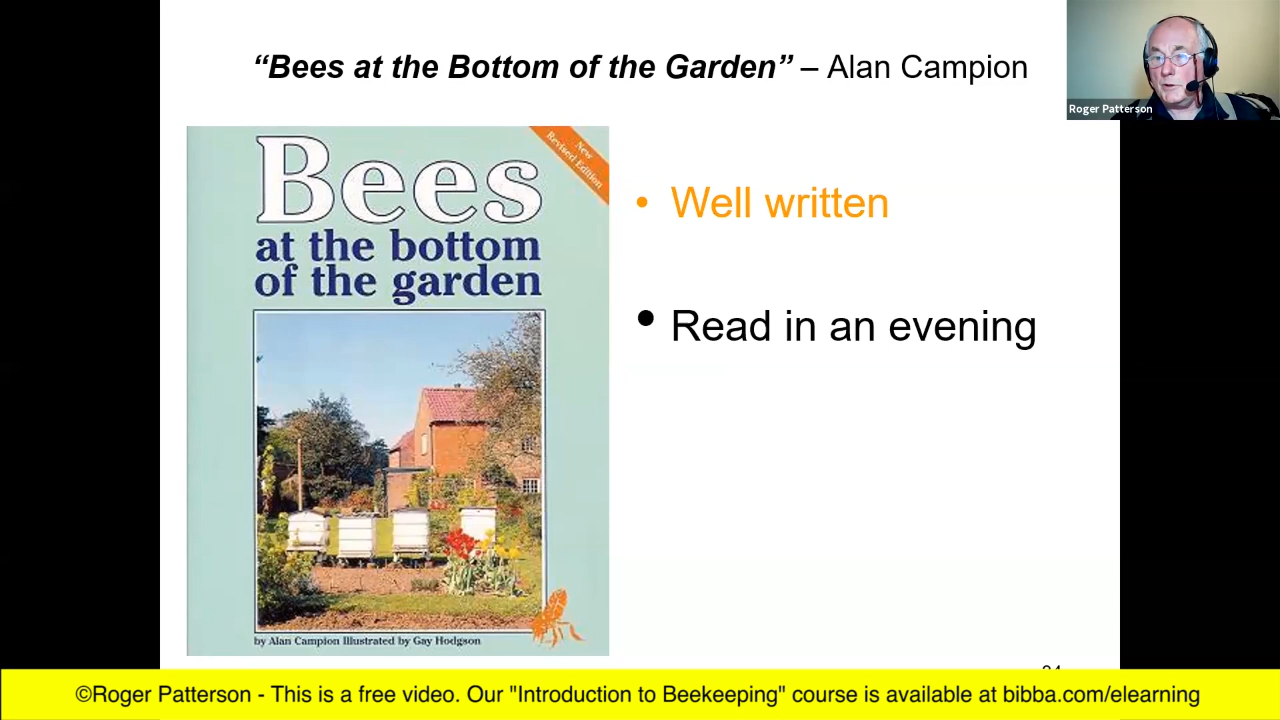 “Bees at the Bottom of the Garden” – Alan Campion
Roger Patterson
New
Revised Edition
Bees
at the bottom
of the garden
by Alan Campion Illustrated by Gay Hodgson
• Well written
• Read in an evening
©Roger Patterson - This is a free video. Our "Introduction to Beekeeping" course is available at bibba.com/elearning